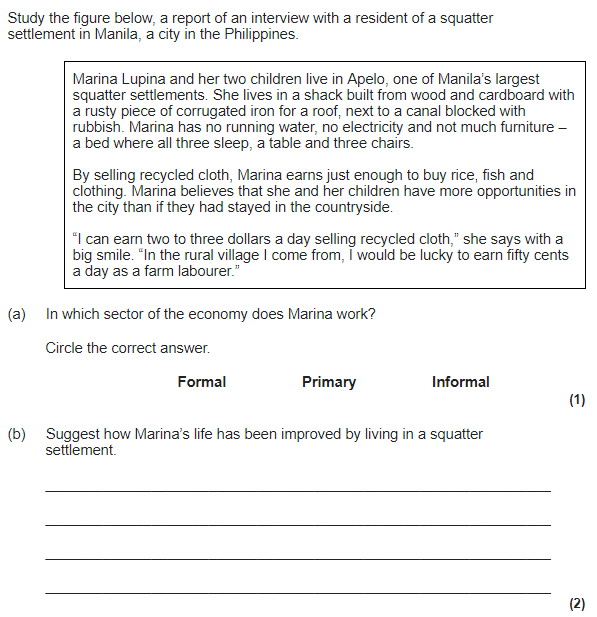 Study the figure below, a report of an interview with a resident of a squatter
settlement in Manila, a city in the Philippines.
Marina Lupina and her two children live in Apelo, one of Manila's largest
squatter settlements. She lives in a shack built from wood and cardboard with
a rusty piece of corrugated iron for a roof, next to a canal blocked with
rubbish. Marina has no running water, no electricity and not much furniture –
a bed where all three sleep, a table and three chairs.
By selling recycled cloth, Marina earns just enough to buy rice, fish and
clothing. Marina believes that she and her children have more opportunities in
the city than if they had stayed in the countryside.
“I can earn two to three dollars a day selling recycled cloth,” she says with a
big smile. “In the rural village I come from, I would be lucky to earn fifty cents
a day as a farm labourer.”
(a) In which sector of the economy does Marina work?
Circle the correct answer.
Formal Primary Informal
(1)
(b) Suggest how Marina's life has been improved by living in a squatter
settlement.
(2)